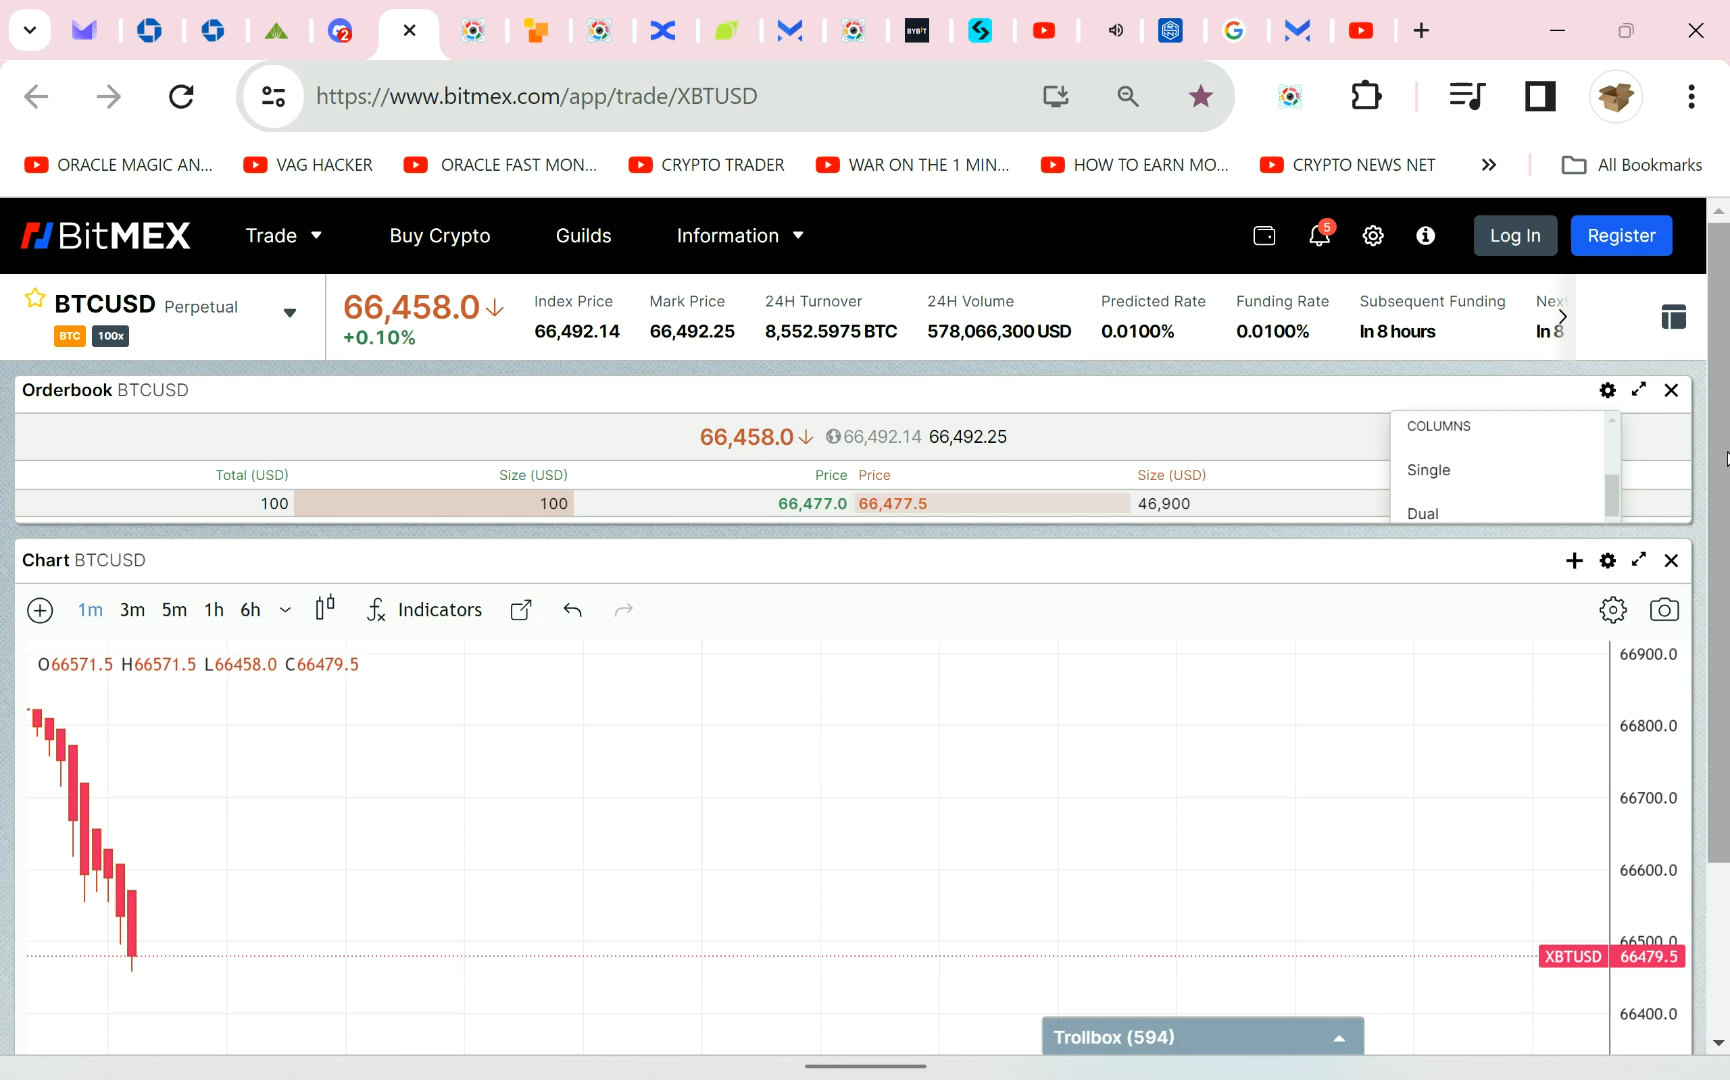 2
BYBIT
https://www.bitmex.com/app/trade/XBTUSD
ORACLE MAGIC AN... VAG HACKER ORACLE FAST MON... CRYPTO TRADER WAR ON THE 1 MIN... HOW TO EARN MO... CRYPTO NEWS NET » All Bookmarks
BitMEX Trade Buy Crypto Guilds Information 5 Log In Register
BTCUSD Perpetual
BTC 100x
66,458.0↓
+0.10%
Index Price
66,492.14
Mark Price
66,492.25
24H Turnover
8,552.5975 BTC
24H Volume
578,066,300 USD
Predicted Rate
0.0100%
Funding Rate
0.0100%
Subsequent Funding
In 8 hours
Next
In 8
Orderbook BTCUSD
66,458.0↓ 66,492.14 66,492.25
Total (USD) Size (USD) Price Price Size (USD)
100 100 66,477.0 66,477.5 46,900
COLUMNS
Single
Dual
Chart BTCUSD
1m 3m 5m 1h 6h Indicators
O66571.5 H66571.5 L66458.0 C66479.5
66900.0
66800.0
66700.0
66600.0
66500.0
XBTUSD 66479.5
66400.0
Trollbox (594)